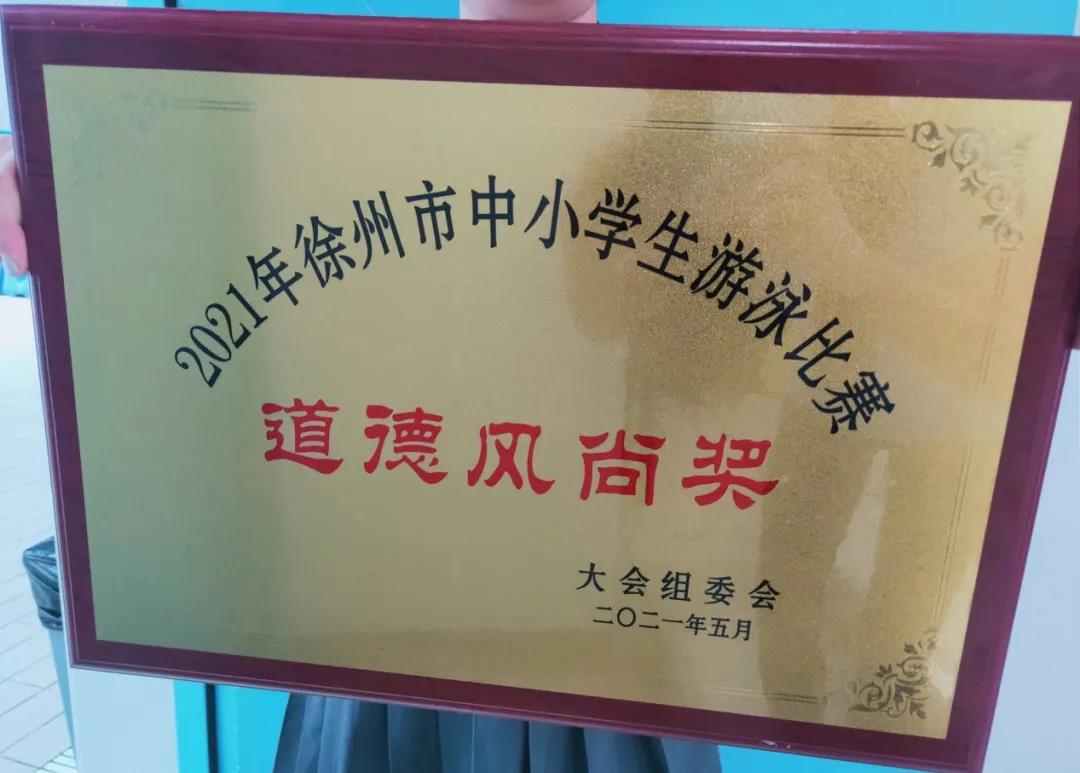 2021年徐州市中小学生游泳比赛
道德风尚奖
大会组委会
二〇二一年五月